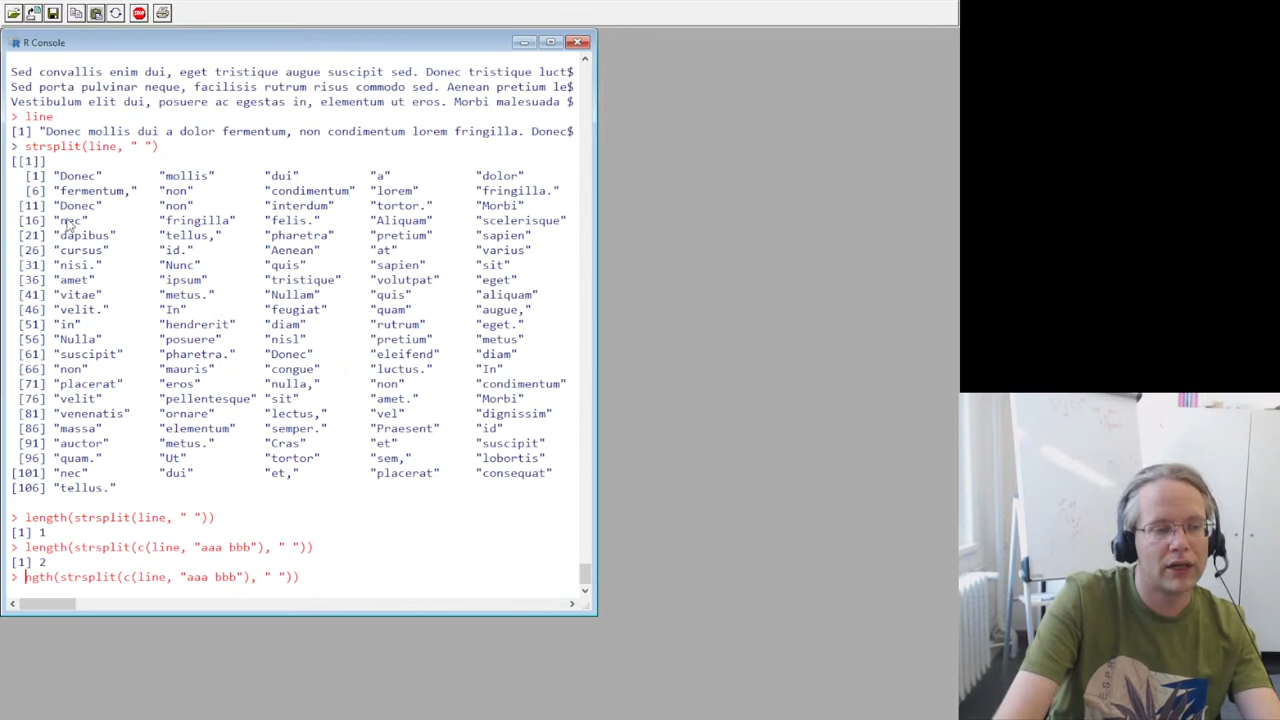 R Console
Sed convallis enim dui, eget tristique augue suscipit sed. Donec tristique luct$
Sed porta pulvinar neque, facilisis rutrum risus commodo sed. Aenean pretium le$
Vestibulum elit dui, posuere ac egestas in, elementum ut eros. Morbi malesuada $
> line
[1] "Donec mollis dui a dolor fermentum, non condimentum lorem fringilla. Donec$
> strsplit(line, " ")
[[1]]
[1] "Donec" "mollis" "dui" "a" "dolor"
[6] "fermentum," "non" "condimentum" "lorem" "fringilla."
[11] "Donec" "non" "interdum" "tortor." "Morbi"
[16] "nec" "fringilla" "felis." "Aliquam" "scelerisque"
[21] "dapibus" "tellus," "pharetra" "pretium" "sapien"
[26] "cursus" "id." "Aenean" "at" "varius"
[31] "nisi." "Nunc" "quis" "sapien" "sit"
[36] "amet" "ipsum" "tristique" "volutpat" "eget"
[41] "vitae" "metus." "Nullam" "quis" "aliquam"
[46] "velit." "In" "feugiat" "quam" "augue,"
[51] "in" "hendrerit" "diam" "rutrum" "eget."
[56] "Nulla" "posuere" "nisl" "pretium" "metus"
[61] "suscipit" "pharetra." "Donec" "eleifend" "diam"
[66] "non" "mauris" "congue" "luctus." "In"
[71] "placerat" "eros" "nulla," "non" "condimentum"
[76] "velit" "pellentesque" "sit" "amet." "Morbi"
[81] "venenatis" "ornare" "lectus," "vel" "dignissim"
[86] "massa" "elementum" "semper." "Praesent" "id"
[91] "auctor" "metus." "Cras" "et" "suscipit"
[96] "quam." "Ut" "tortor" "sem," "lobortis"
[101] "nec" "dui" "et," "placerat" "consequat"
[106] "tellus."
> length(strsplit(line, " "))
[1] 1
> length(strsplit(c(line, "aaa bbb"), " "))
[1] 2
> ngth(strsplit(c(line, "aaa bbb"), " "))